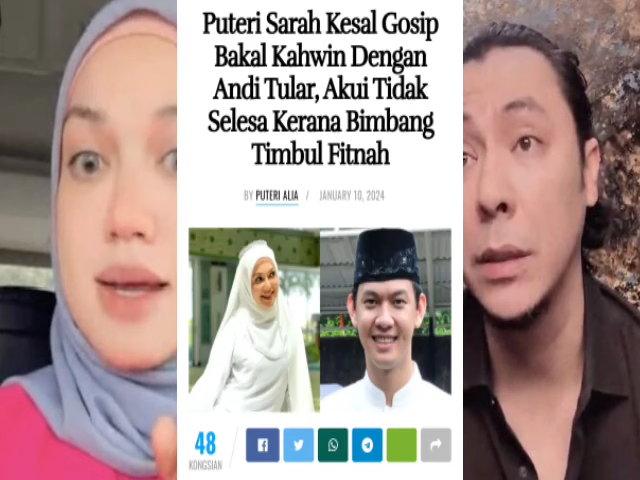 Puteri Sarah Kesal Gosip
Bakal Kahwin Dengan
Andi Tular, Akui Tidak
Selesa Kerana Bimbang
Timbul Fitnah
BY PUTERI ALIA / JANUARY 10, 2024
48
KONGSIAN